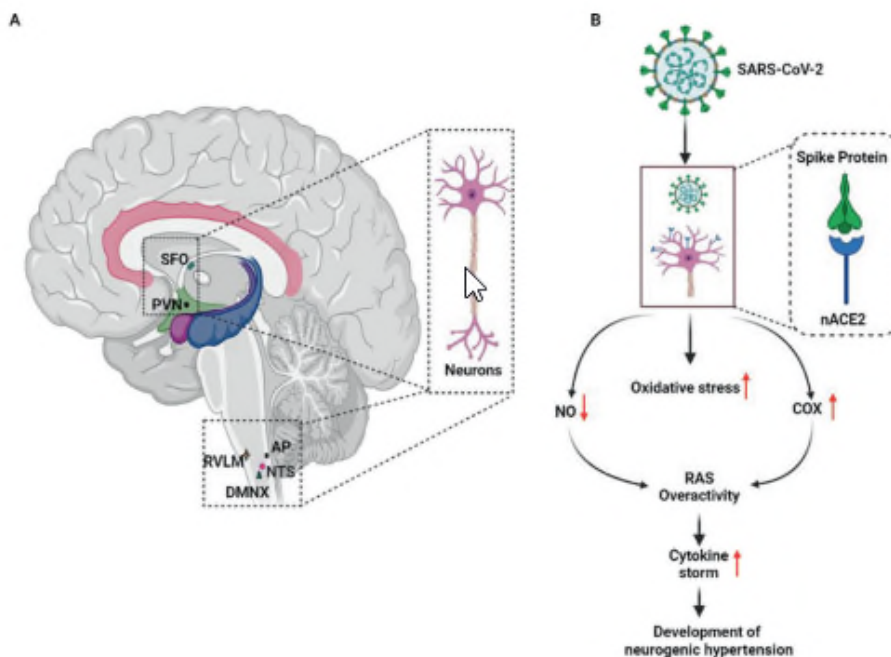 A
SFO
PVN
Neurons
RVLM
AP
NTS
DMNX
B
SARS-CoV-2
Spike Protein
nACE2
Oxidative stress
NO
COX
RAS
Overactivity
Cytokine
storm
Development of
neurogenic hypertension